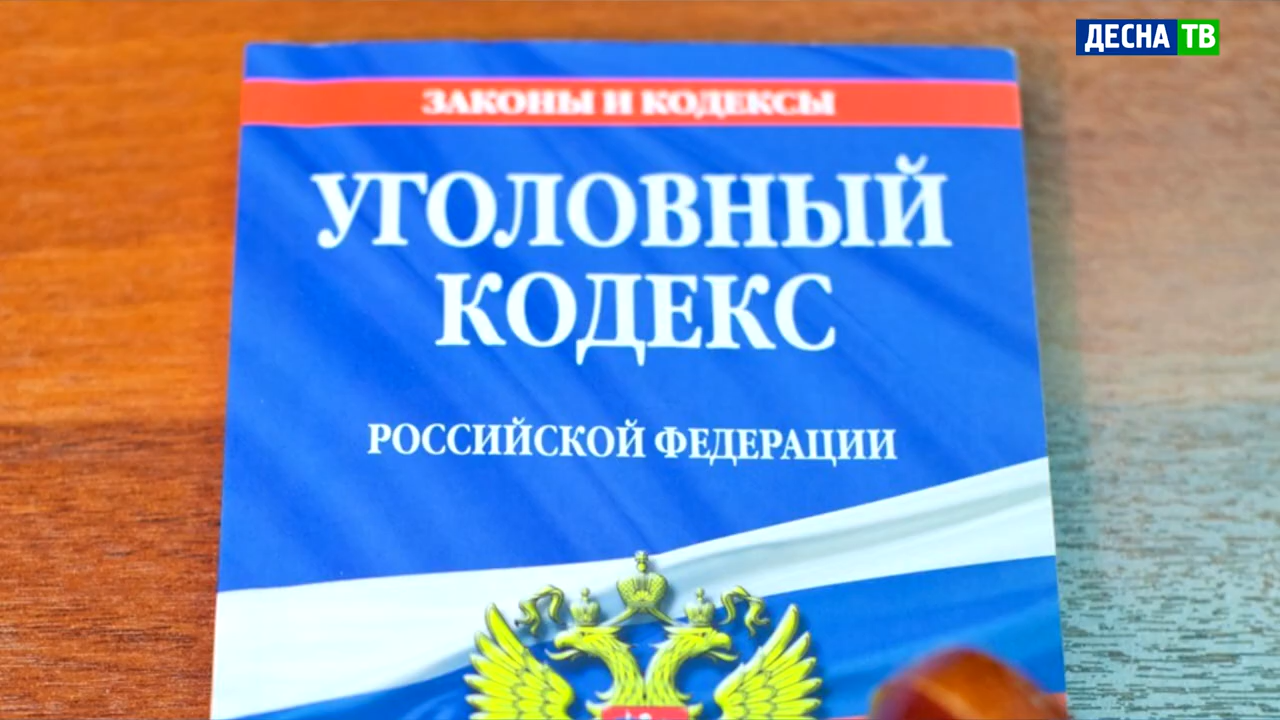 ДЕСНА ТВ
ЗАКОНЫ И КОДЕКСЫ
УГОЛОВНЫЙ
КОДЕКС
РОССИЙСКОЙ ФЕДЕРАЦИИ